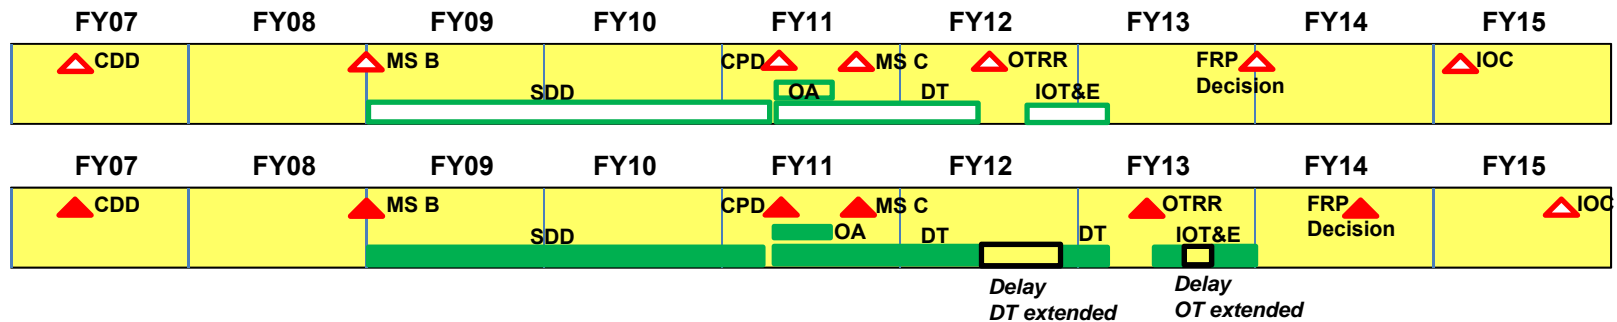 FY07 FY08 FY09 FY10 FY11 FY12 FY13 FY14 FY15
CDD MS B CPD MS C OTRR FRP IOC
Decision
SDD OA DT IOT&E
FY07 FY08 FY09 FY10 FY11 FY12 FY13 FY14 FY15
CDD MS B CPD MS C OTRR FRP IOC
Decision
SDD OA DT DT IOT&E
Delay Delay
DT extended OT extended